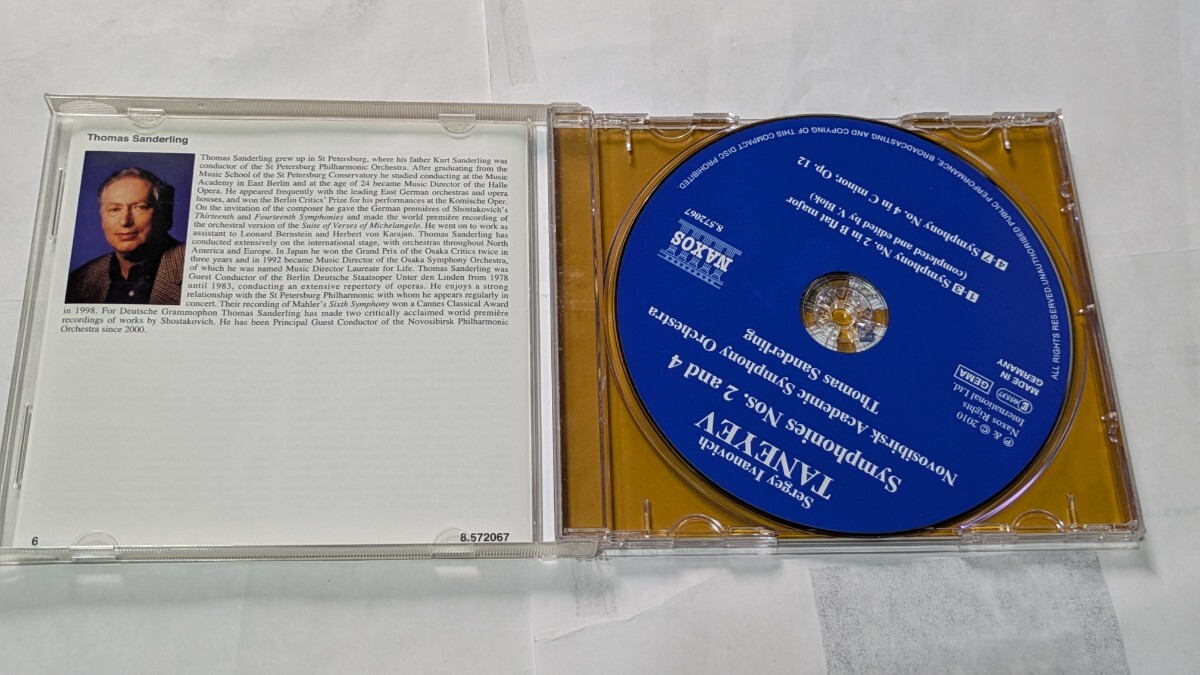 Thomas Sanderling
Thomas Sanderling grew up in St Petersburg, where his father Kurt Sanderling was
conductor of the St Petersburg Philharmonic Orchestra. After graduating from the
Music School of the St Petersburg Conservatory he studied conducting at the Music
Academy in East Berlin and at the age of 24 became Music Director of the Halle
Opera. He appeared frequently with the leading East German orchestras and opera
houses, and won the Berlin Critics' Prize for his performances at the Komische Oper.
On the invitation of the composer he gave the German premières of Shostakovich's
Thirteenth and Fourteenth Symphonies and made the world première recording of
the orchestral version of the Suite of Verses of Michelangelo. He went on to work as
assistant to Leonard Bernstein and Herbert von Karajan. Thomas Sanderling has
conducted extensively on the international stage, with orchestras throughout North
America and Europe. In Japan he won the Grand Prix of the Osaka Critics twice in
three years and in 1992 became Music Director of the Osaka Symphony Orchestra,
of which he was named Music Director Laureate for Life. Thomas Sanderling was
Guest Conductor of the Berlin Deutsche Staatsoper Unter den Linden from 1978
until 1983, conducting an extensive repertory of operas. He enjoys a strong
relationship with the St Petersburg Philharmonic with whom he appears regularly in
concert. Their recording of Mahler's Sixth Symphony won a Cannes Classical Award
in 1998. For Deutsche Grammophon Thomas Sanderling has made two critically acclaimed world première
recordings of works by Shostakovich. He has been Principal Guest Conductor of the Novosibirsk Philharmonic
Orchestra since 2000.
6
8.572067
Sergey Ivanovich
TANEYEV
Symphonies Nos. 2 and 4
Novosibirsk Academic Symphony Orchestra
Thomas Sanderling
℗ & © 2010
Naxos Rights
International Ltd.
GEMA
MADE IN
GERMANY
NAXOS
8.572067
1-3 Symphony No. 2 in B flat major
(completed and edited by V. Blok)
4-7 Symphony No. 4 in C minor, Op. 12
ALL RIGHTS RESERVED. UNAUTHORISED PUBLIC PERFORMANCE, BROADCASTING AND COPYING OF THIS COMPACT DISC PROHIBITED